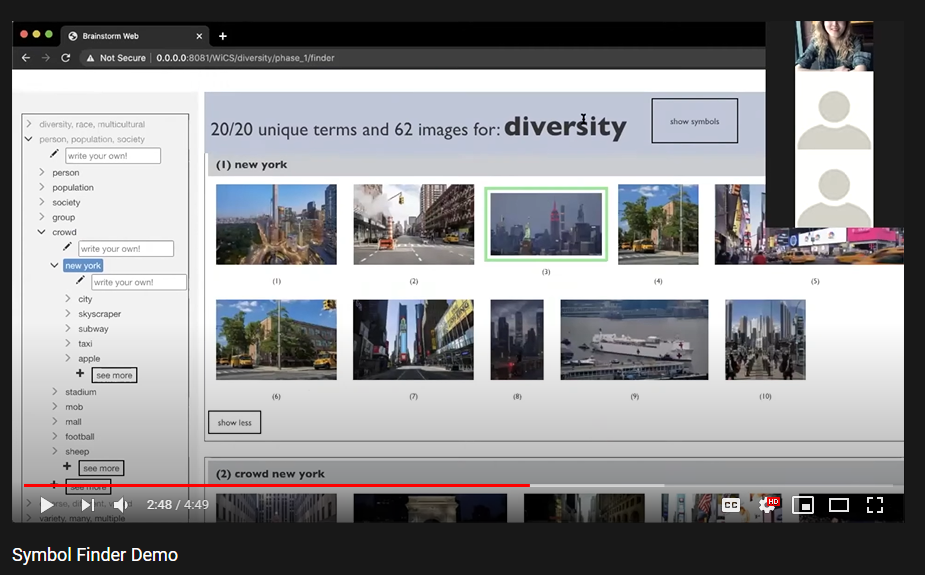 Brainstorm Web
Not Secure
0.0.0.0:8081/WiCS/diversity/phase_1/finder
diversity, race, multicultural
person, population, society
write your own!
person
population
society
group
crowd
write your own!
new york
write your own!
city
skyscraper
subway
taxi
apple
see more
stadium
mob
mall
football
sheep
see more
see more
variety, many, multiple
20/20 unique terms and 62 images for: diversity
show symbols
(1) new york
(1)
(2)
(3)
(4)
(5)
(6)
(7)
(8)
(9)
(10)
show less
(2) crowd new york
2:48 / 4:49
CC
HD
Symbol Finder Demo